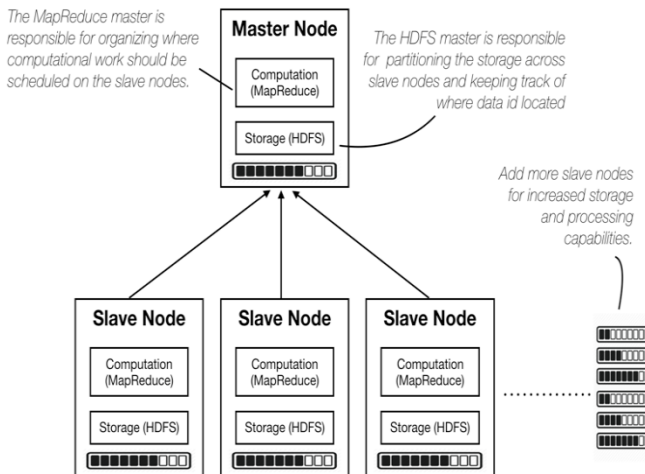 The MapReduce master is
responsible for organizing where
computational work should be
scheduled on the slave nodes.
Master Node
Computation
(MapReduce)
Storage (HDFS)
The HDFS master is responsible
for partitioning the storage across
slave nodes and keeping track of
where data id located
Add more slave nodes
for increased storage
and processing
capabilities.
Slave Node
Computation
(MapReduce)
Storage (HDFS)
Slave Node
Computation
(MapReduce)
Storage (HDFS)
Slave Node
Computation
(MapReduce)
Storage (HDFS)